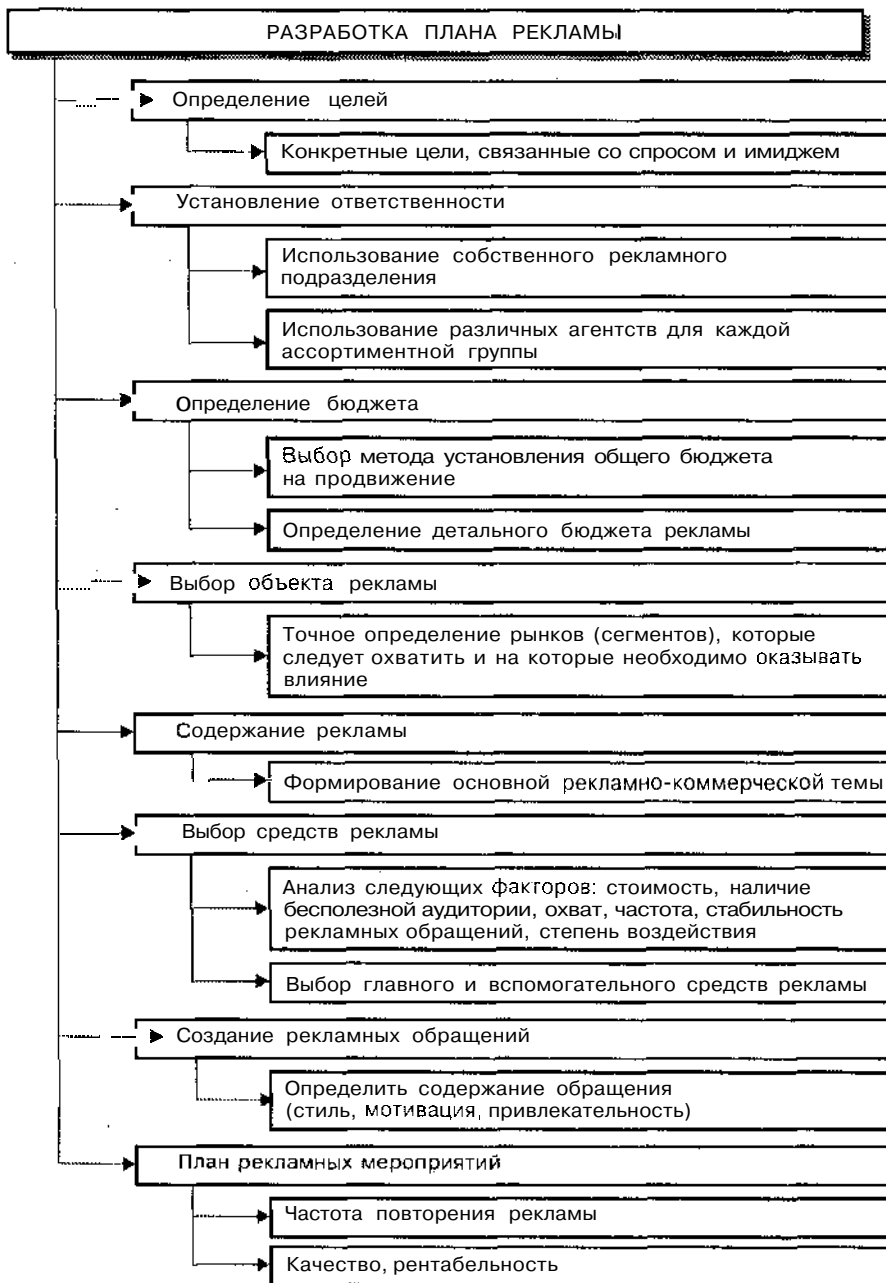 РАЗРАБОТКА ПЛАНА РЕКЛАМЫ
Определение целей
Конкретные цели, связанные со спросом и имиджем
Установление ответственности
Использование собственного рекламного
подразделения
Использование различных агентств для каждой
ассортиментной группы
Определение бюджета
Выбор метода установления общего бюджета
на продвижение
Определение детального бюджета рекламы
Выбор объекта рекламы
Точное определение рынков (сегментов), которые
следует охватить и на которые необходимо оказывать
влияние
Содержание рекламы
Формирование основной рекламно-коммерческой темы
Выбор средств рекламы
Анализ следующих факторов: стоимость, наличие
бесполезной аудитории, охват, частота, стабильность
рекламных обращений, степень воздействия
Выбор главного и вспомогательного средств рекламы
Создание рекламных обращений
Определить содержание обращения
(стиль, мотивация, привлекательность)
План рекламных мероприятий
Частота повторения рекламы
Качество, рентабельность